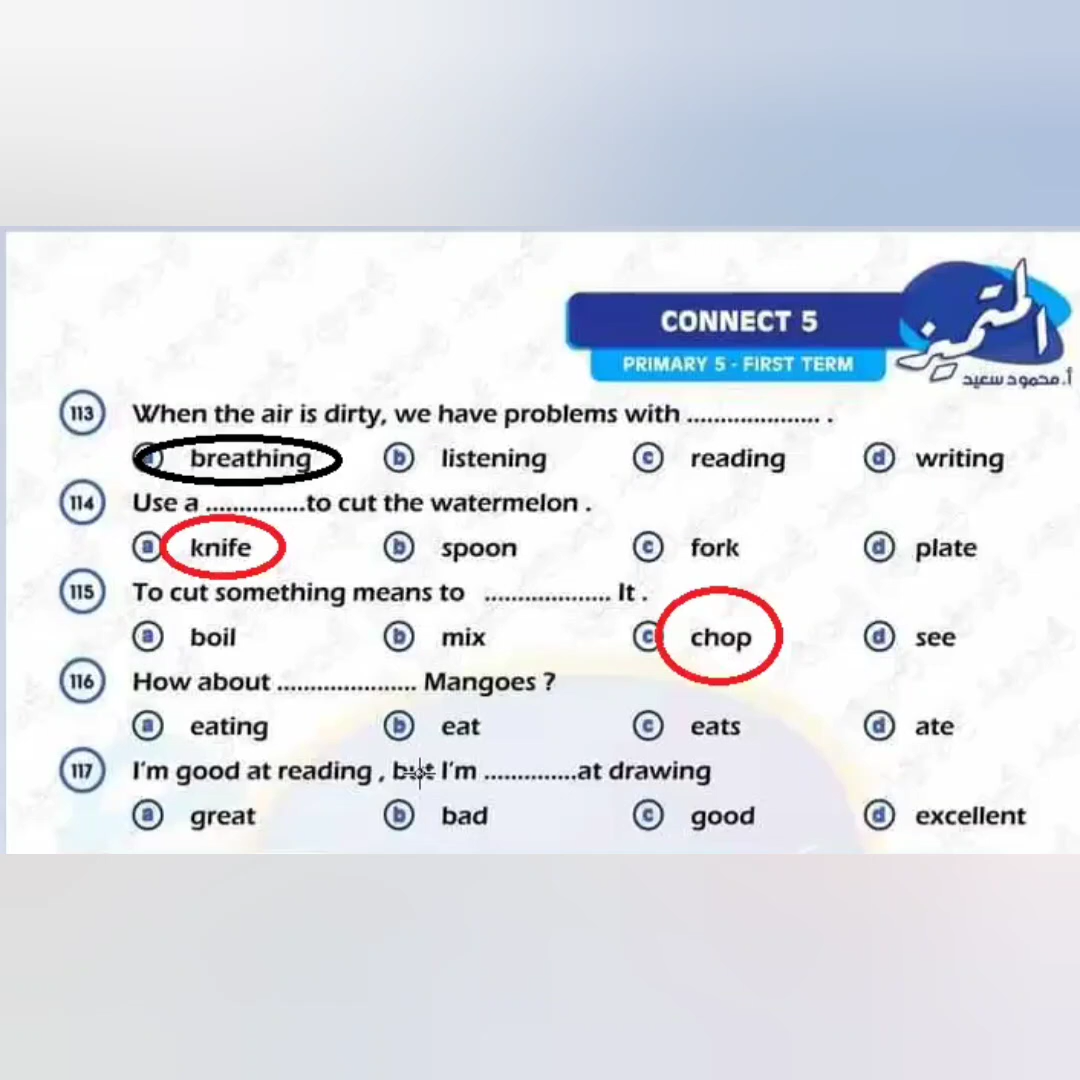 CONNECT 5
PRIMARY 5 - FIRST TERM
المتميز
أ. محمود سعيد
113 When the air is dirty, we have problems with .................... .
a breathing b listening c reading d writing
114 Use a ...............to cut the watermelon .
a knife b spoon c fork d plate
115 To cut something means to ................... It .
a boil b mix c chop d see
116 How about ..................... Mangoes ?
a eating b eat c eats d ate
117 I'm good at reading , but I'm ..............at drawing
a great b bad c good d excellent